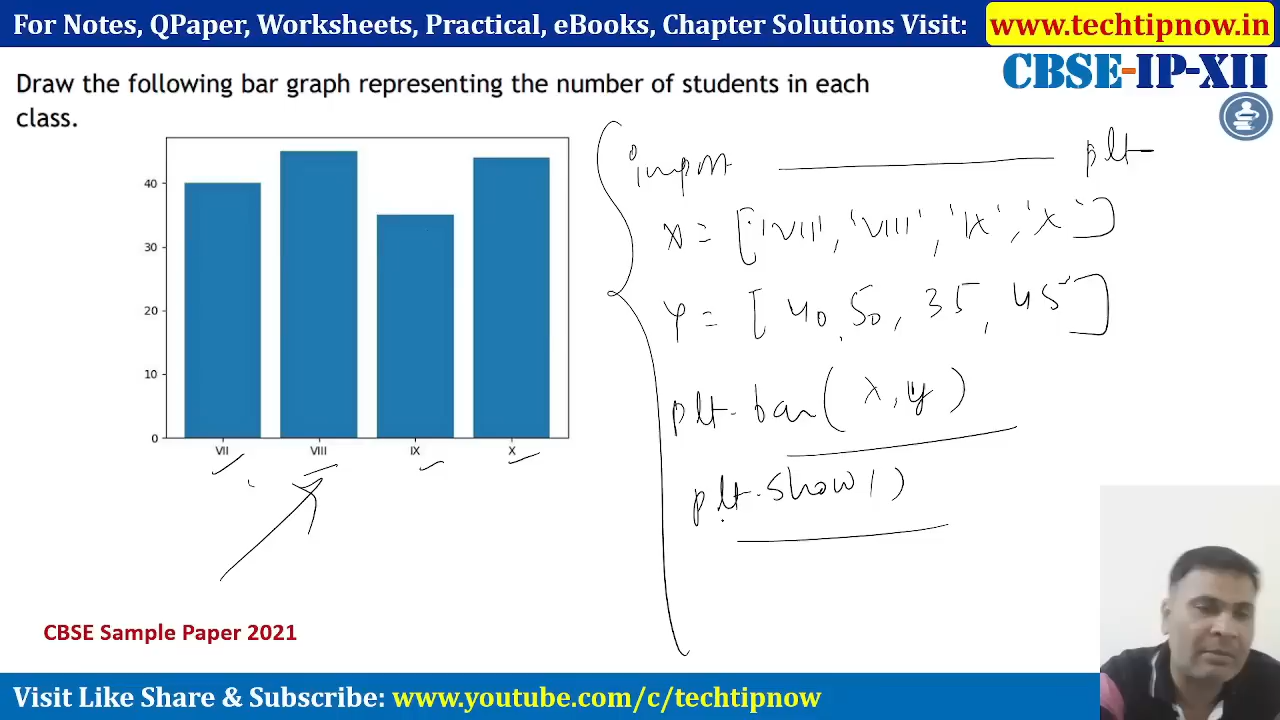 For Notes, QPaper, Worksheets, Practical, eBooks, Chapter Solutions Visit: www.techtipnow.in
CBSE-IP-XII
Draw the following bar graph representing the number of students in each
class.
40
30
20
10
0
VII
VIII
IX
X
import plt
x = ['VII', 'VIII', 'IX', 'X']
y = [40, 50, 35, 45]
plt.bar(x, y)
plt.show()
CBSE Sample Paper 2021
Visit Like Share & Subscribe: www.youtube.com/c/techtipnow